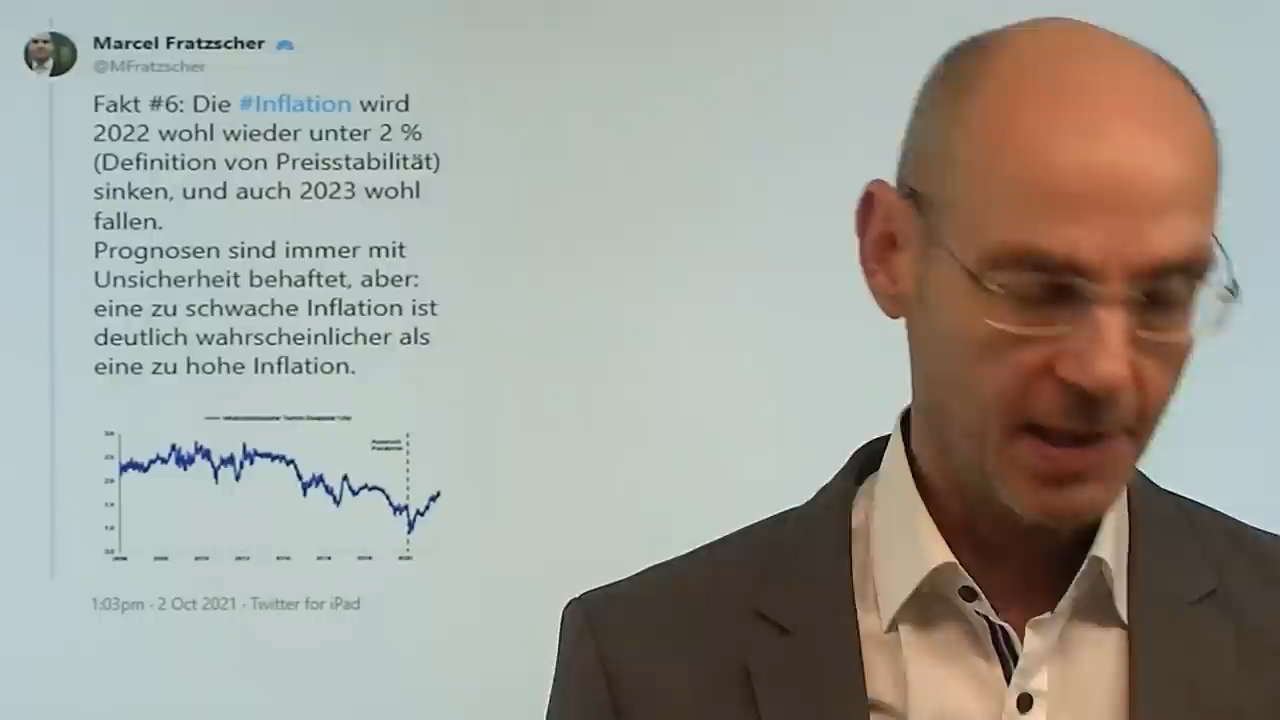 Marcel Fratzscher
@MFratzscher
Fakt #6: Die #Inflation wird
2022 wohl wieder unter 2 %
(Definition von Preisstabilität)
sinken, und auch 2023 wohl
fallen.
Prognosen sind immer mit
Unsicherheit behaftet, aber:
eine zu schwache Inflation ist
deutlich wahrscheinlicher als
eine zu hohe Inflation.
1:03pm · 2 Oct 2021 · Twitter for iPad